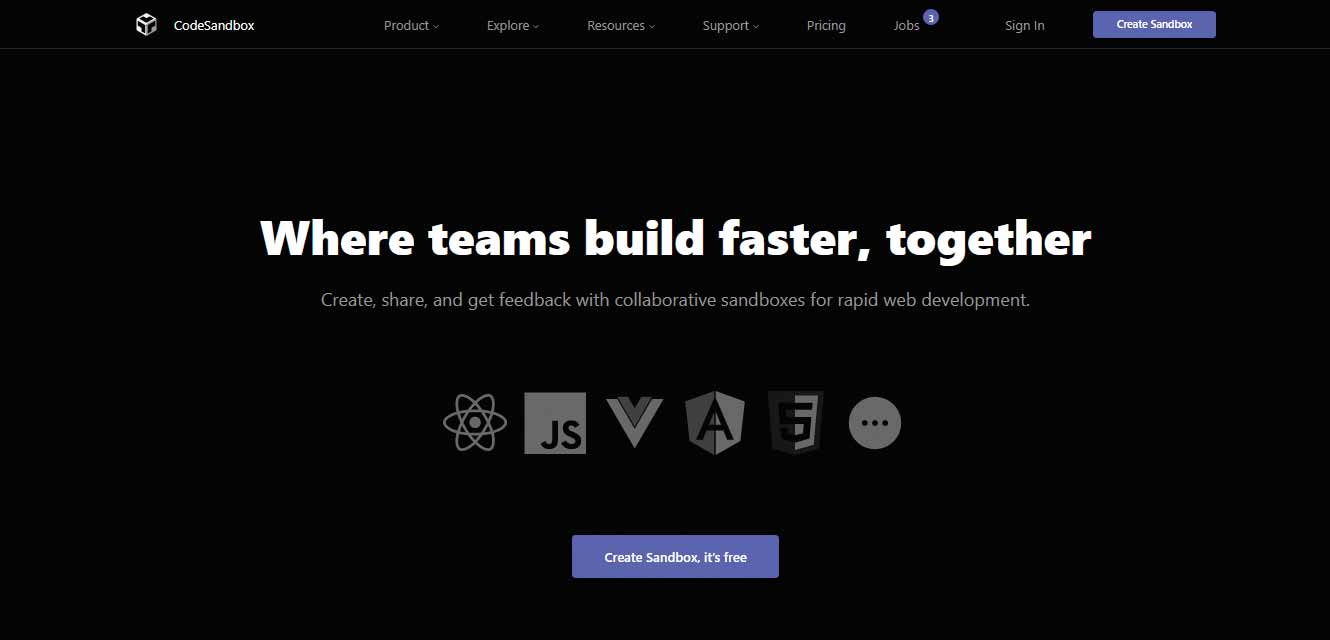 CodeSandbox Product Explore Resources Support Pricing Jobs 3 Sign In Create Sandbox
Where teams build faster, together
Create, share, and get feedback with collaborative sandboxes for rapid web development.
JS A 5
Create Sandbox, it's free